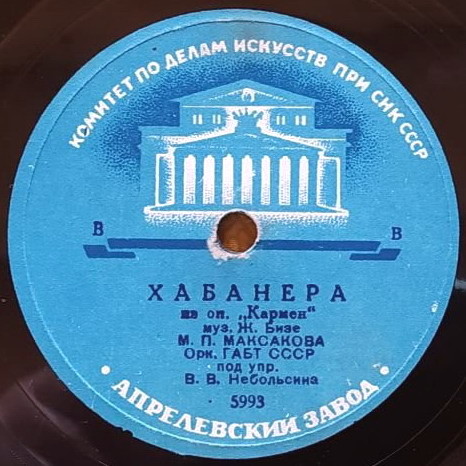 КОМИТЕТ ПО ДЕЛАМ ИСКУССТВ ПРИ СНК СССР
В В
ХАБАНЕРА
из оп. „Кармен“
муз. Ж. Бизе
М. П. МАКСАКОВА
Орк. ГАБТ СССР
под упр.
В. В. Небольсина
5993
• АПРЕЛЕВСКИЙ ЗАВОД •